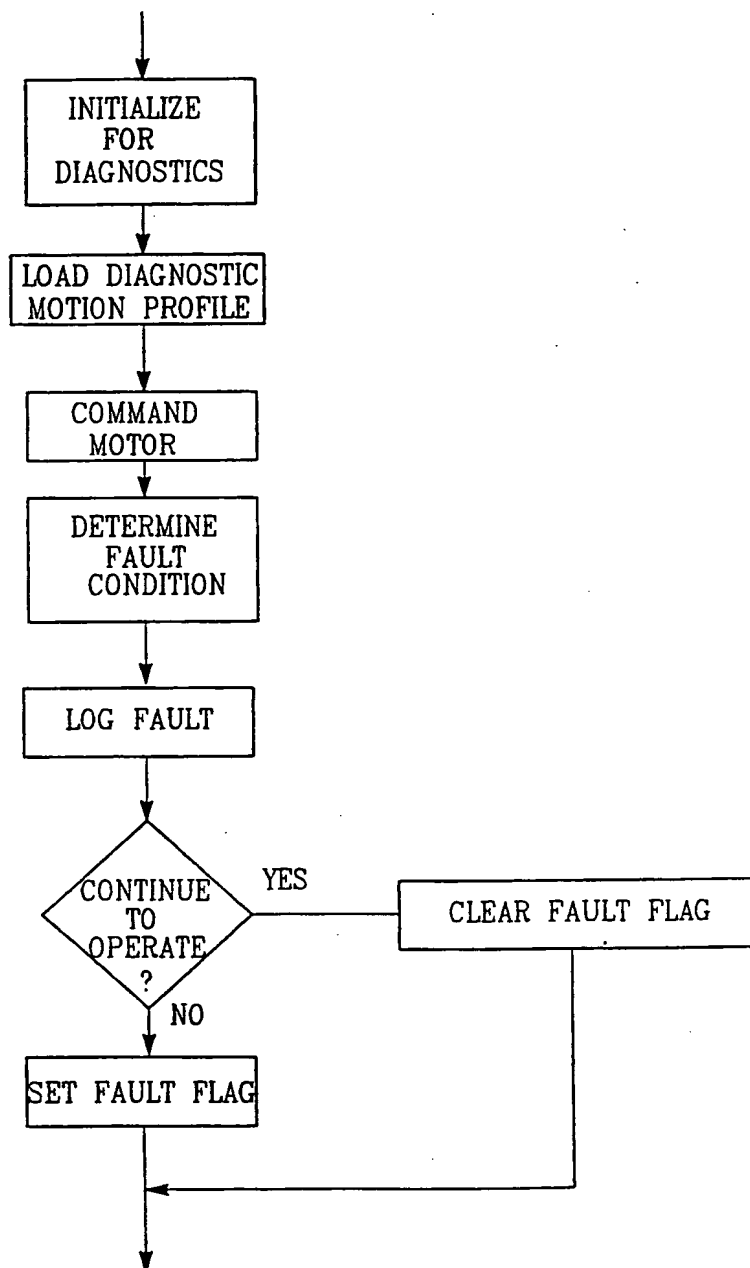 INITIALIZE
FOR
DIAGNOSTICS
LOAD DIAGNOSTIC
MOTION PROFILE
COMMAND
MOTOR
DETERMINE
FAULT
CONDITION
LOG FAULT
CONTINUE
TO
OPERATE
?
YES
CLEAR FAULT FLAG
NO
SET FAULT FLAG